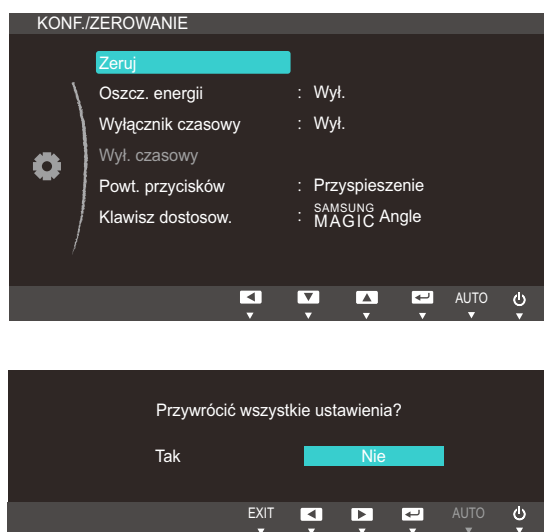 KONF./ZEROWANIE
Zeruj
Oszcz. energii : Wył.
Wyłącznik czasowy : Wył.
Wył. czasowy
Powt. przycisków : Przyspieszenie
Klawisz dostosow. : SAMSUNG MAGIC Angle
AUTO
Przywrócić wszystkie ustawienia?
Tak Nie
EXIT AUTO